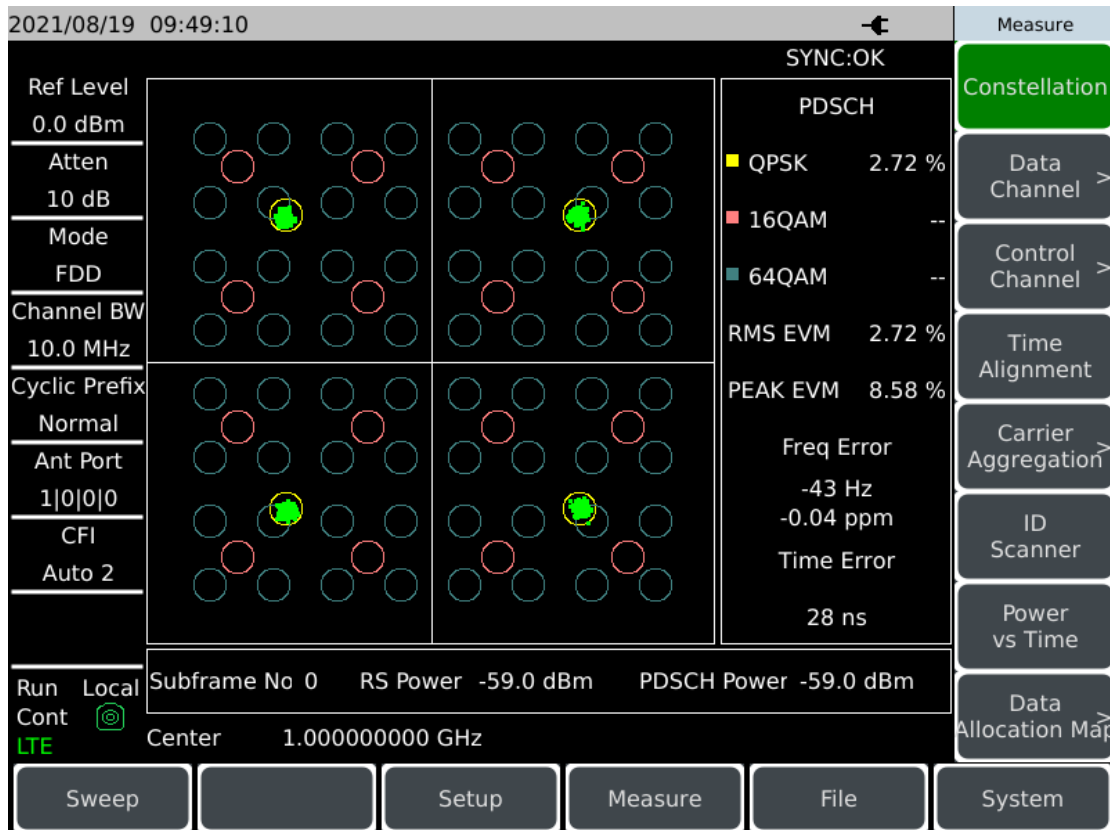 2021/08/19 09:49:10
Measure
SYNC:OK
Ref Level
0.0 dBm
Atten
10 dB
Mode
FDD
Channel BW
10.0 MHz
Cyclic Prefix
Normal
Ant Port
1|0|0|0
CFI
Auto 2
Run Local
Cont
LTE
PDSCH
QPSK 2.72 %
16QAM --
64QAM --
RMS EVM 2.72 %
PEAK EVM 8.58 %
Freq Error
-43 Hz
-0.04 ppm
Time Error
28 ns
Subframe No 0 RS Power -59.0 dBm PDSCH Power -59.0 dBm
Center 1.000000000 GHz
Constellation
Data
Channel >
Control
Channel >
Time
Alignment
Carrier
Aggregation >
ID
Scanner
Power
vs Time
Data
Allocation Map >
Sweep
Setup
Measure
File
System